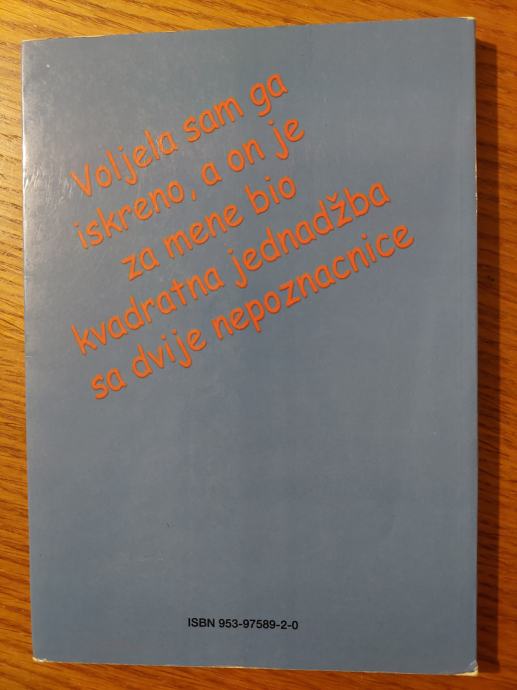 Voljela sam ga
iskreno, a on je
za mene bio
kvadratna jednadžba
sa dvije nepoznacnice
ISBN 953-97589-2-0